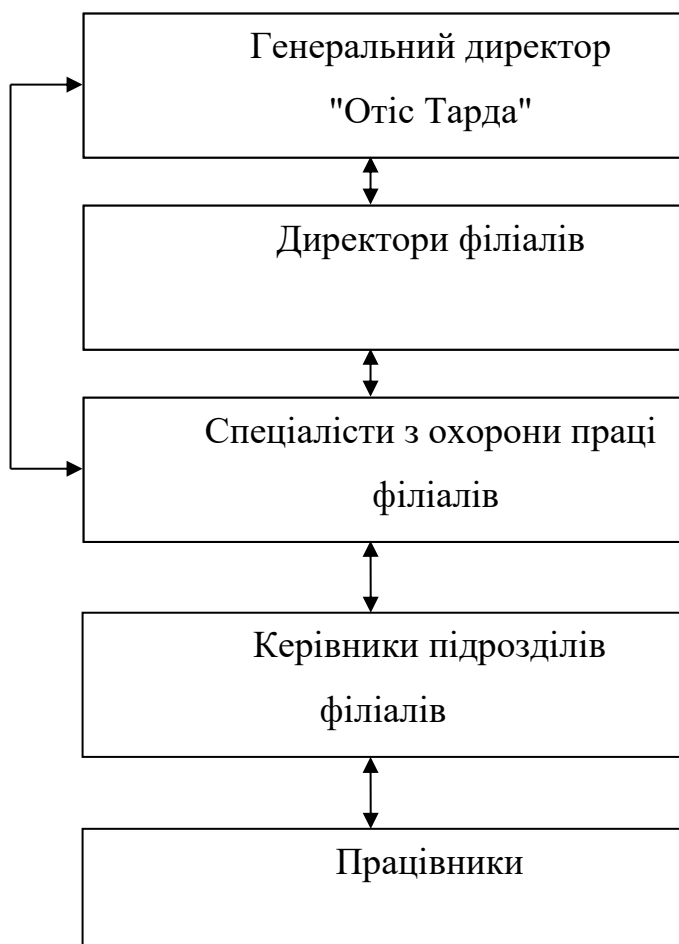 Генеральний директор
"Отіс Тарда"
Директори філіалів
Спеціалісти з охорони праці
філіалів
Керівники підрозділів
філіалів
Працівники